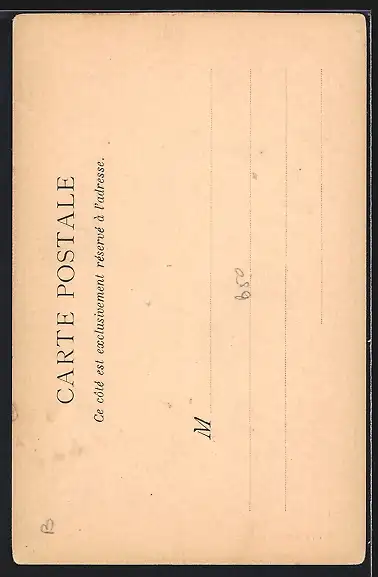 CARTE POSTALE
Ce côté est exclusivement réservé à l'adresse.
M
650
B